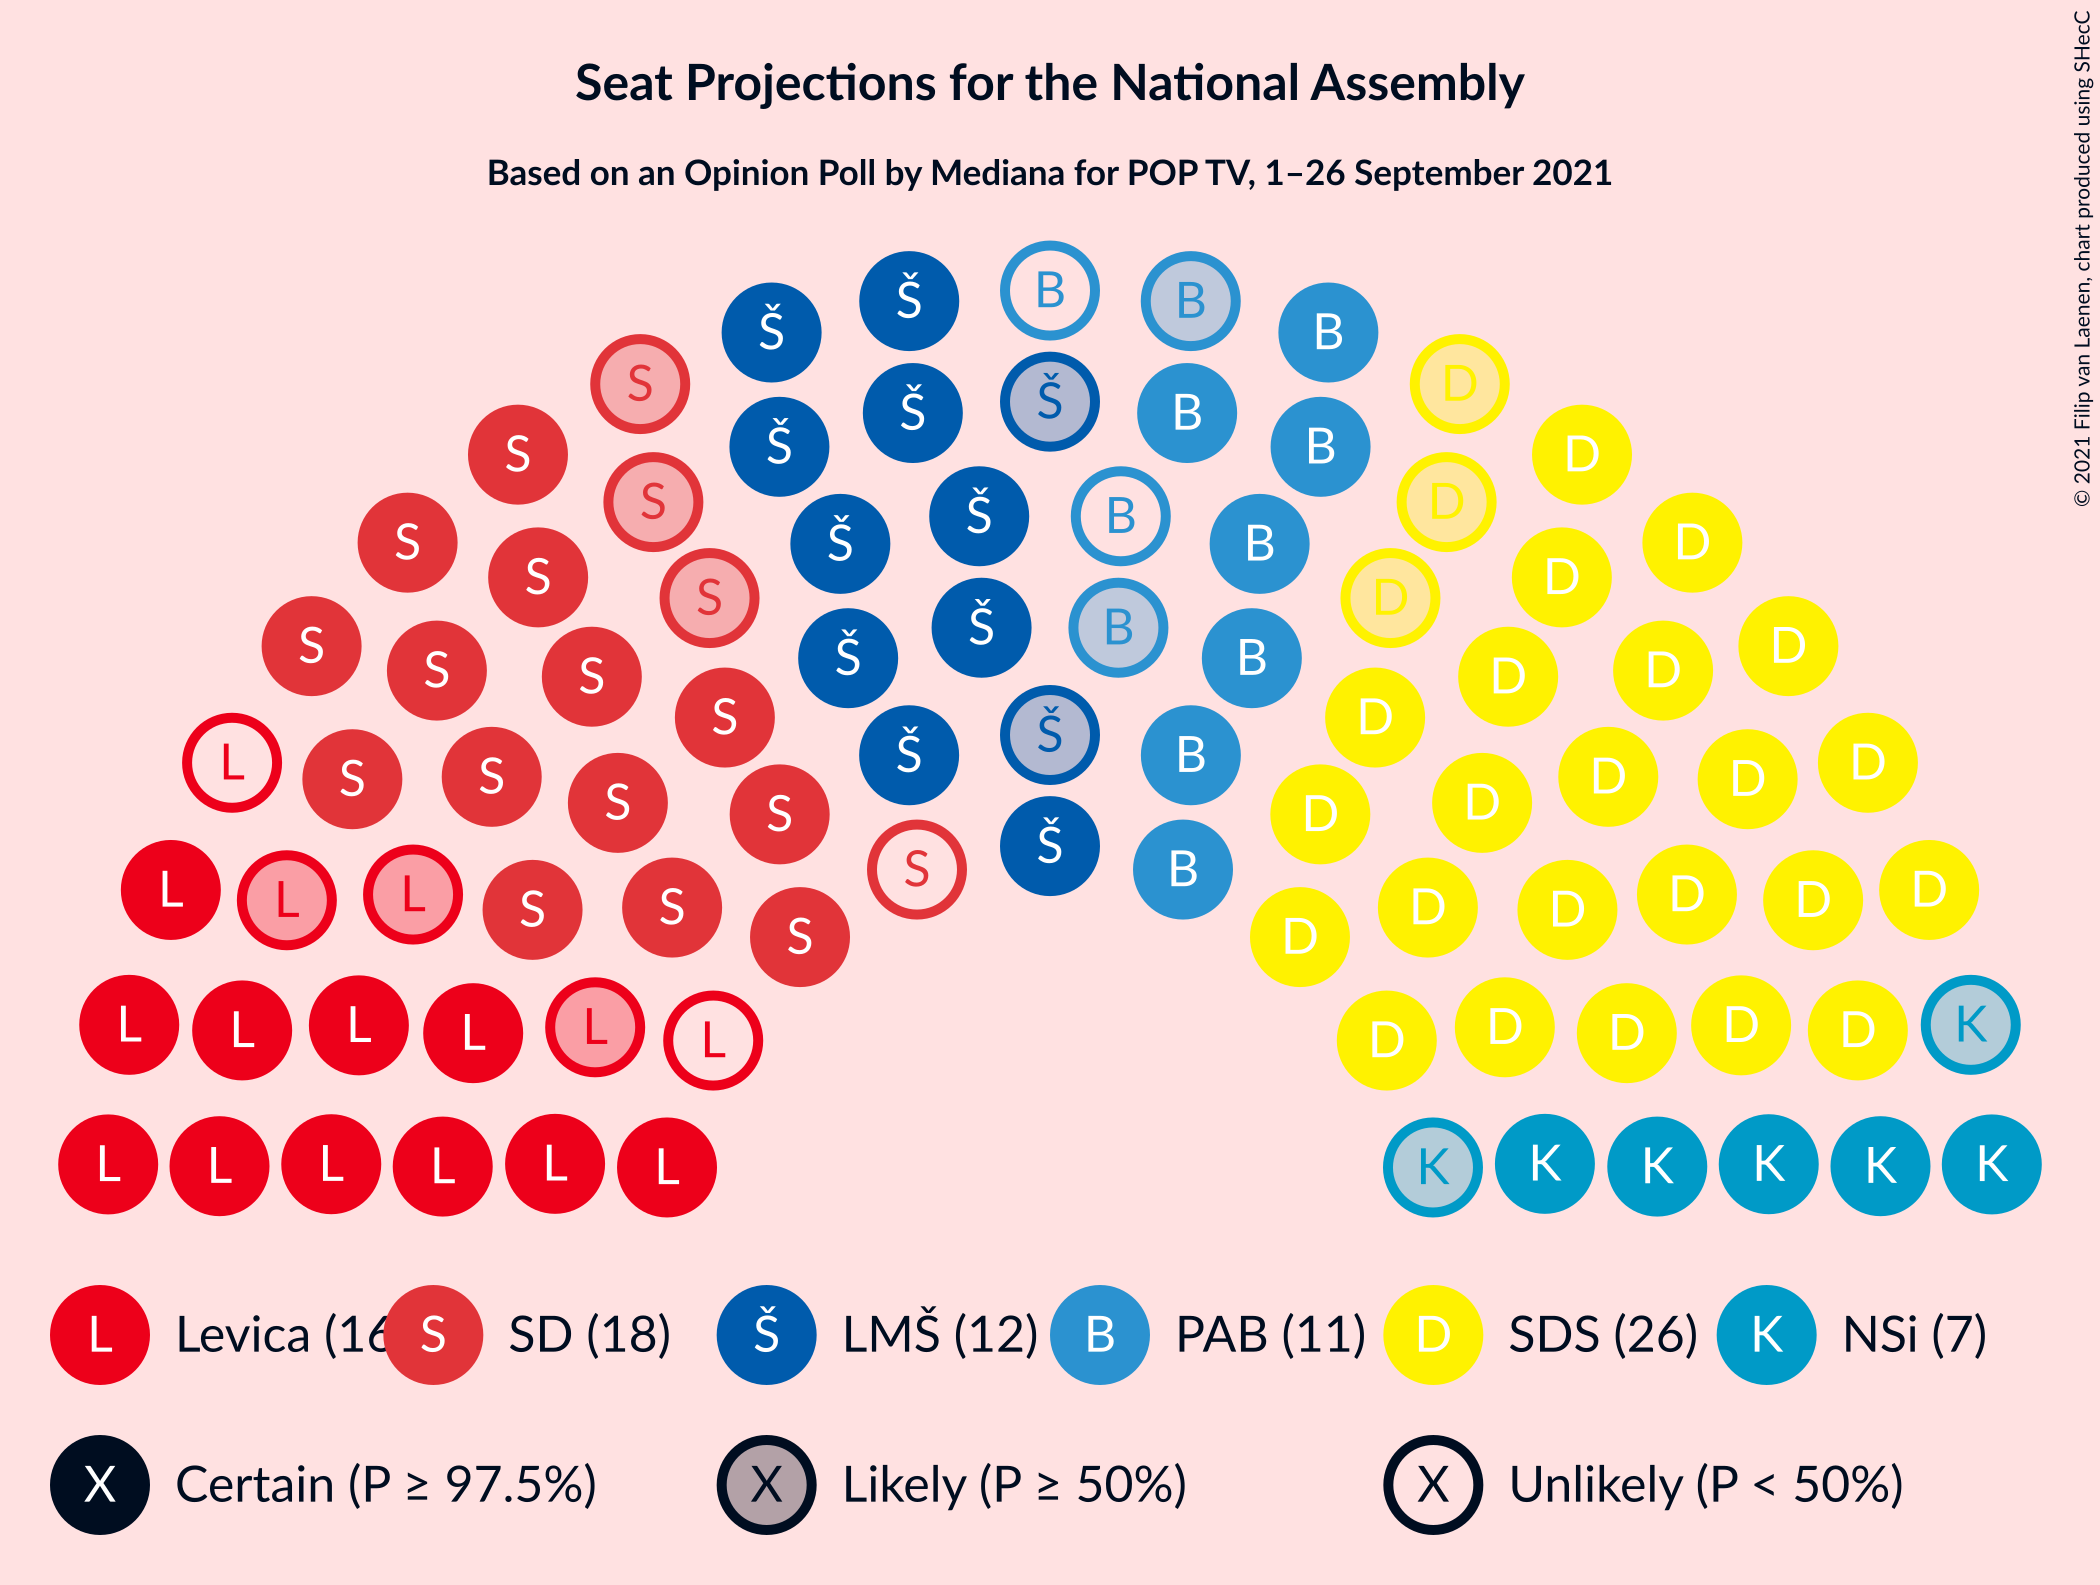 Seat Projections for the National Assembly
Based on an Opinion Poll by Mediana for POP TV, 1–26 September 2021
© 2021 Filip van Laenen, chart produced using SHecC
Š Š B B B
S Š Š Š B B D
S S Š Š B B D D
S S S Š Š B B D D D
S S S S Š Š B D D D D
L S S S S Š B D D D D D
L L L S S S S Š B D D D D D D
L L L L L L D D D D D K
L L L L L L K K K K K K
L Levica (16 S SD (18) Š LMŠ (12) B PAB (11) D SDS (26) K NSi (7)
X Certain (P ≥ 97.5%) X Likely (P ≥ 50%) X Unlikely (P < 50%)